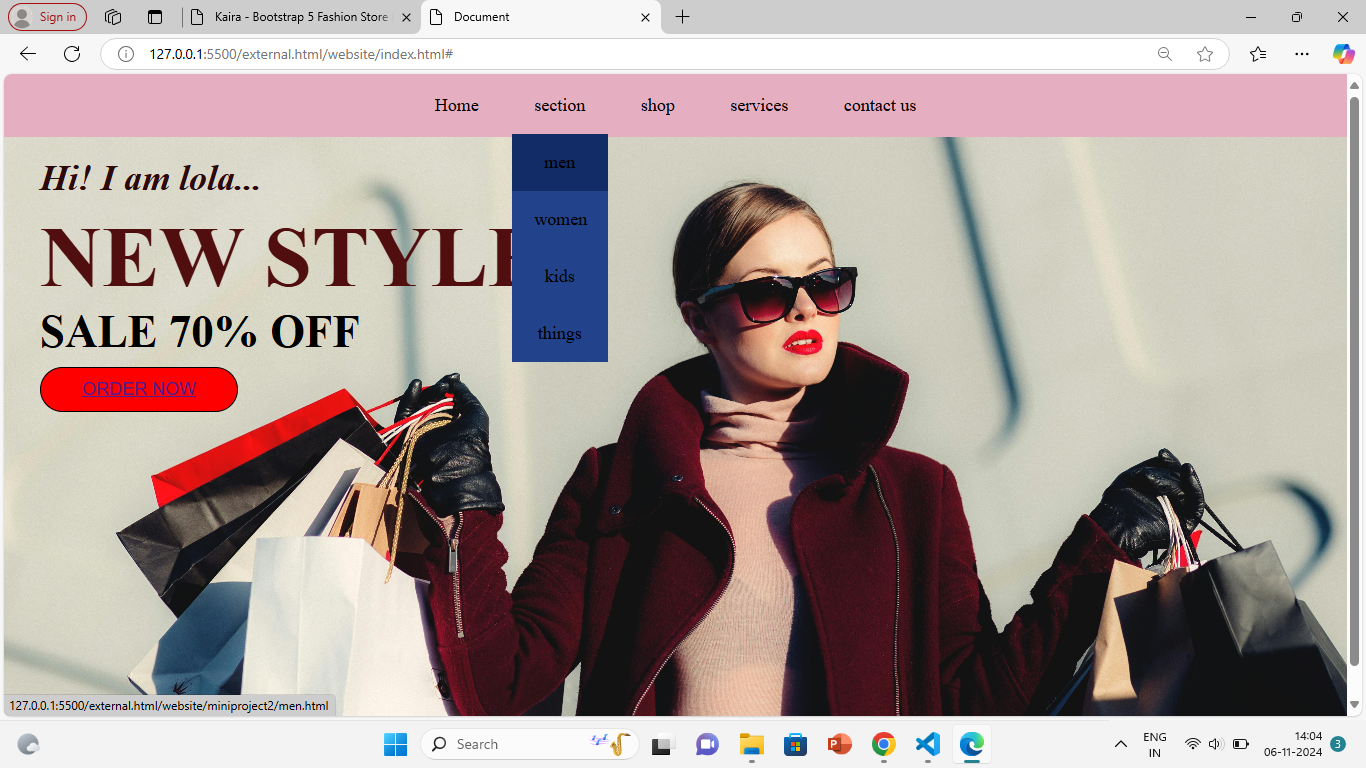 Sign in
Kaira - Bootstrap 5 Fashion Store
Document
127.0.0.1:5500/external.html/website/index.html#
Home section shop services contact us
men
women
kids
things
Hi! I am lola...
NEW STYLE
SALE 70% OFF
ORDER NOW
127.0.0.1:5500/external.html/website/miniproject2/men.html
Search
ENG
IN
14:04
06-11-2024
3